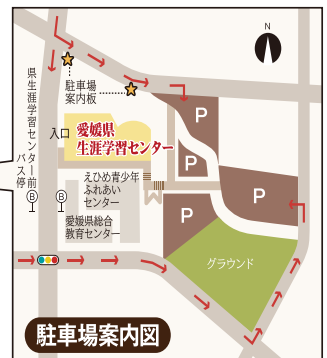 N
駐車場
案内板
県生涯学習センター前
バス停
入口
愛媛県
生涯学習センター
P
P
P
P
えひめ青少年
ふれあい
センター
愛媛県総合
教育センター
B
B
グラウンド
駐車場案内図